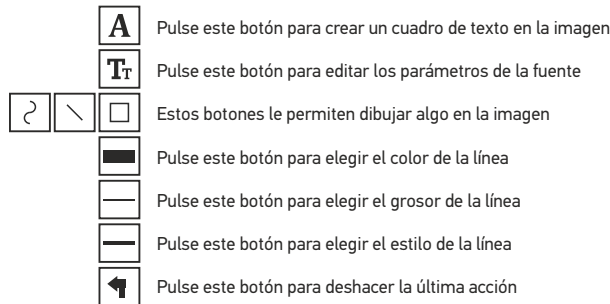 A Pulse este botón para crear un cuadro de texto en la imagen
TT Pulse este botón para editar los parámetros de la fuente
Estos botones le permiten dibujar algo en la imagen
Pulse este botón para elegir el color de la línea
Pulse este botón para elegir el grosor de la línea
Pulse este botón para elegir el estilo de la línea
Pulse este botón para deshacer la última acción